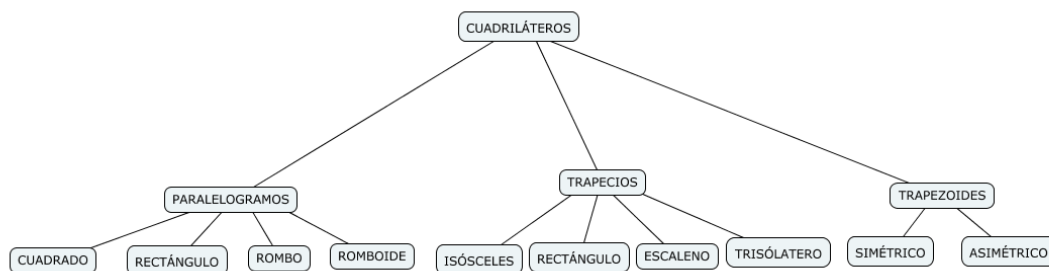 CUADRILÁTEROS
PARALELOGRAMOS
TRAPECIOS
TRAPEZOIDES
CUADRADO
RECTÁNGULO
ROMBO
ROMBOIDE
ISÓSCELES
RECTÁNGULO
ESCALENO
TRISÓLATERO
SIMÉTRICO
ASIMÉTRICO